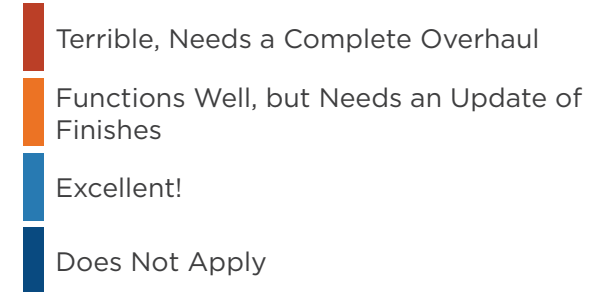 Terrible, Needs a Complete Overhaul
Functions Well, but Needs an Update of
Finishes
Excellent!
Does Not Apply